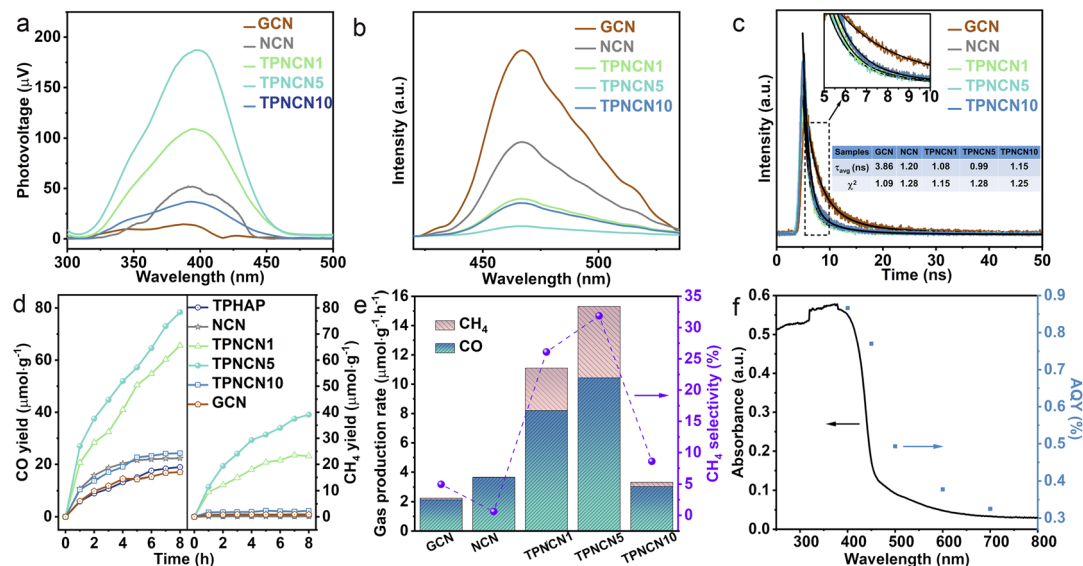 a
GCN
NCN
TPNCN1
TPNCN5
TPNCN10
Photovoltage (μV)
200
150
100
50
0
300 350 400 450 500
Wavelength (nm)
b
GCN
NCN
TPNCN1
TPNCN5
TPNCN10
Intensity (a.u.)
450 500
Wavelength (nm)
c
5 6 7 8 9 10
GCN
NCN
TPNCN1
TPNCN5
TPNCN10
Samples GCN NCN TPNCN1 TPNCN5 TPNCN10
τavg (ns) 3.86 1.20 1.08 0.99 1.15
χ² 1.09 1.28 1.15 1.28 1.25
Intensity (a.u.)
0 10 20 30 40 50
Time (ns)
d
TPHAP
NCN
TPNCN1
TPNCN5
TPNCN10
GCN
CO yield (μmol·g⁻¹)
80
60
40
20
0
CH₄ yield (μmol·g⁻¹)
80
70
60
50
40
30
20
10
0
0 2 4 6 8 0 2 4 6 8
Time (h)
e
CH₄
CO
Gas production rate (μmol·g⁻¹·h⁻¹)
16
15
14
13
12
11
10
9
8
7
6
5
4
3
2
1
0
CH₄ selectivity (%)
35
30
25
20
15
10
5
0
GCN NCN TPNCN1 TPNCN5 TPNCN10
f
Absorbance (a.u.)
0.6
0.5
0.4
0.3
0.2
0.1
0.0
AQY (%)
0.9
0.8
0.7
0.6
0.5
0.4
0.3
300 400 500 600 700 800
Wavelength (nm)